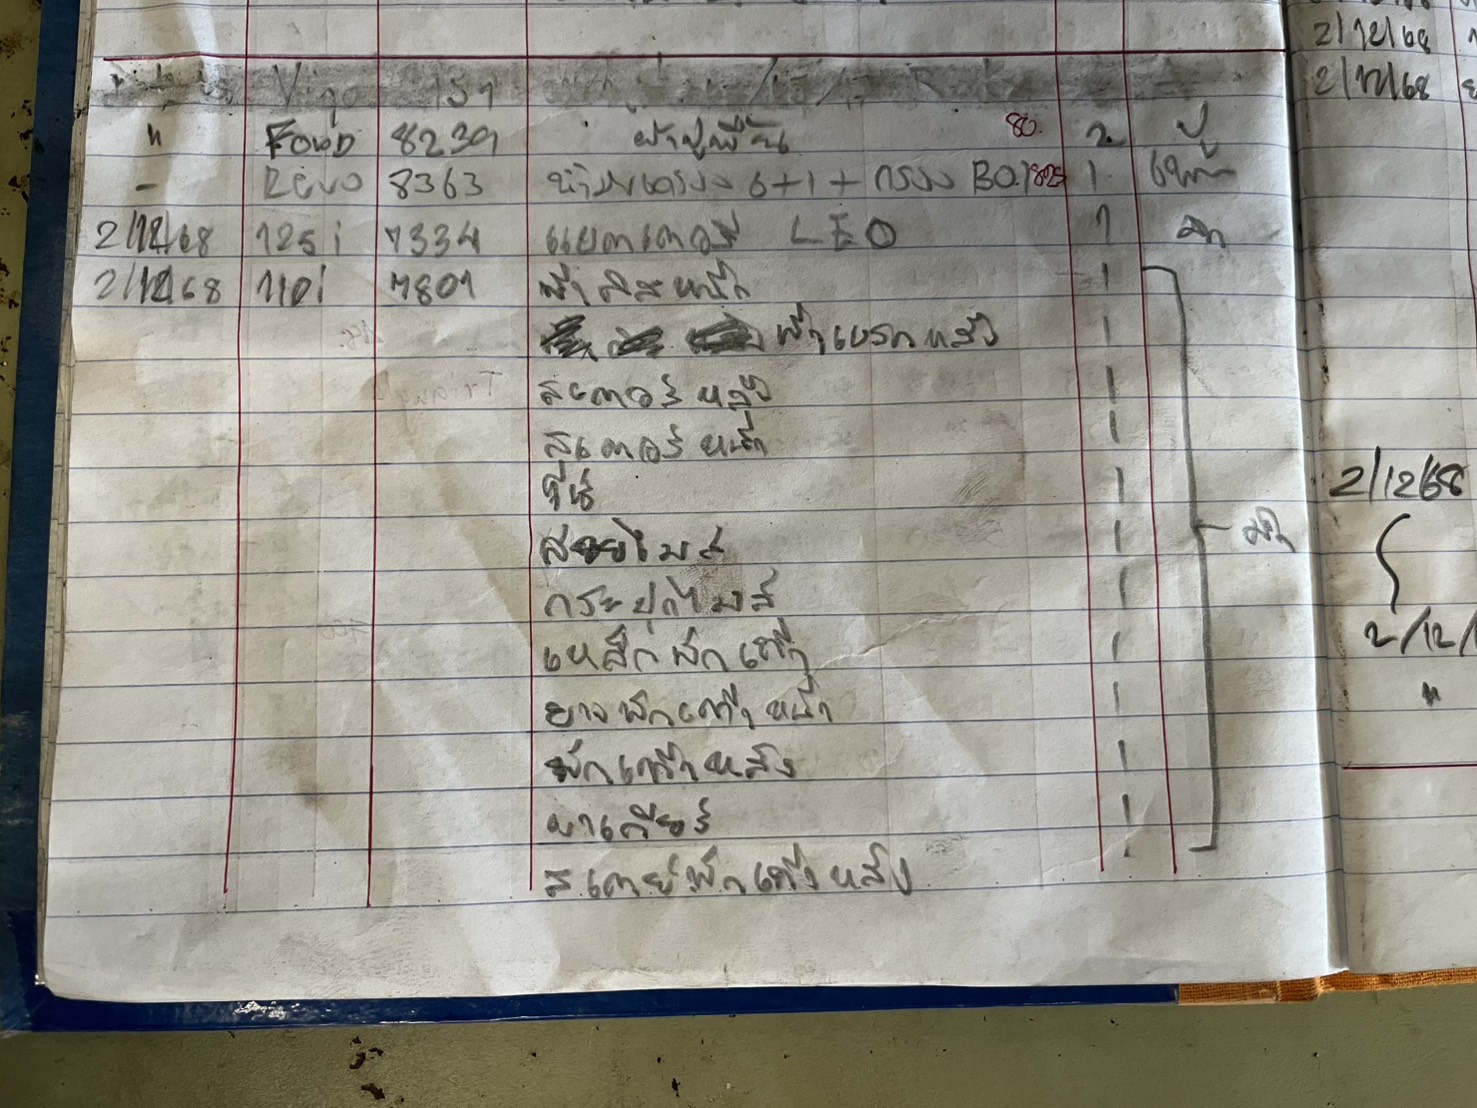 Vigo
" Ford 8239 ผ้าปูพื้น 80. 2 ปู
- Revo 8363 น้ำมันเครื่อง 6+1 + กรอง BO. 1
2/12/68 125i 7334 แบตเตอรี่ LEO 1
2/12/68 110i 7801 ผ้าดิสหน้า 1
ผ้าเบรกหลัง 1
สเตอร์หลัง 1
สเตอร์หน้า 1
โซ่ 1
สายไมล์ 1
กระปุกไมล์ 1
เหล็กพักเท้า 1
ยางพักเท้าหน้า 1
พักเท้าหลัง 1
ขาเกียร์ 1
พักเท้าหลัง
2/12/68
2/12/68
2/12/68
2/12/
"